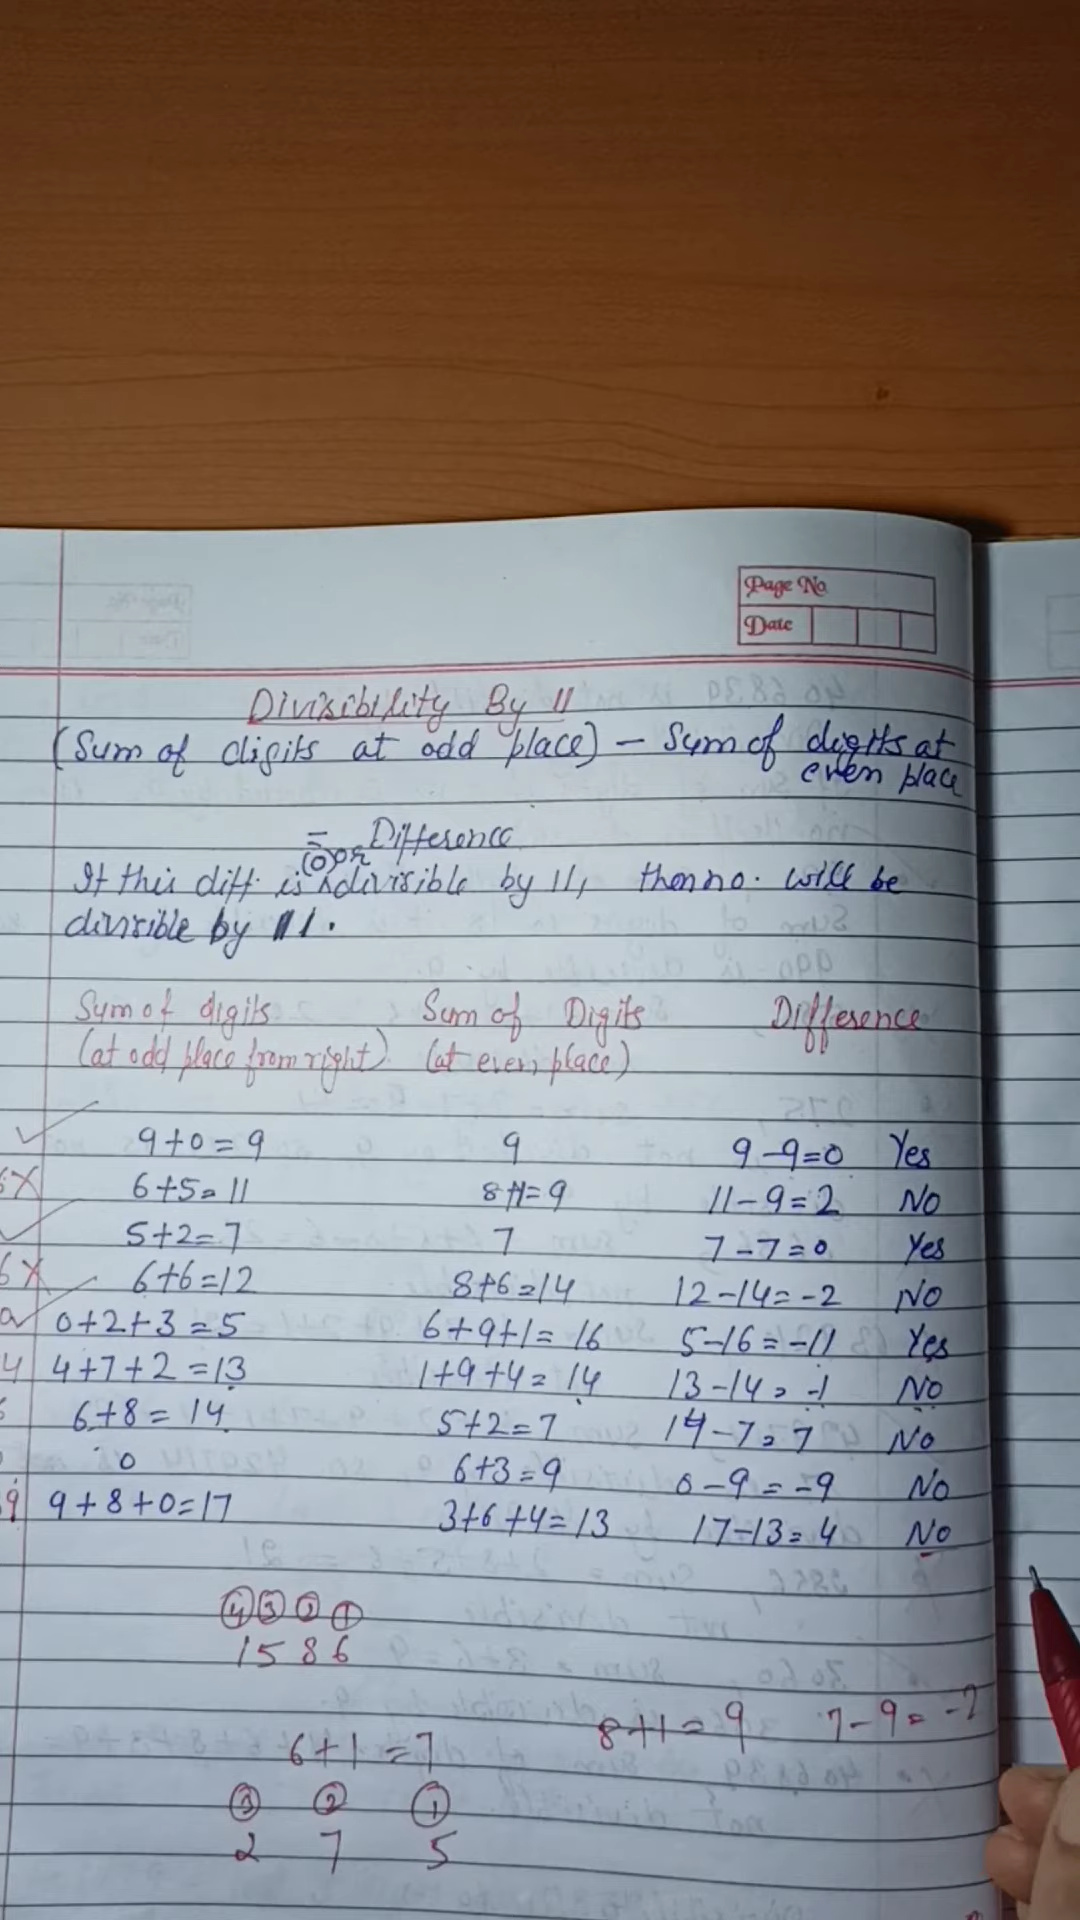 Page No
Date
Divisibility By 11
(Sum of digits at odd place) - Sum of digits at
even place
= Difference
(0) or
If this diff. is ^ divisible by 11, then no. will be
divisible by 11.
Sum of digits Sum of Digits Difference
(at odd place from right) (at even place)
✓ 9+0=9 9 9-9=0 Yes
6X 6+5=11 8+1=9 11-9=2 NO
✓ 5+2=7 7 7-7=0 Yes
6X 6+6=12 8+6=14 12-14=-2 NO
0+2+3=5 6+9+1=16 5-16=-11 Yes
4 4+7+2=13 1+9+4=14 13-14=-1 NO
6+8=14 5+2=7 14-7=7 NO
0 6+3=9 0-9=-9 NO
9 9+8+0=17 3+6+4=13 17-13=4 NO
④ ③ ② ①
1 5 8 6
8+1=9 7-9=-2
6+1=7
③ ② ①
2 7 5